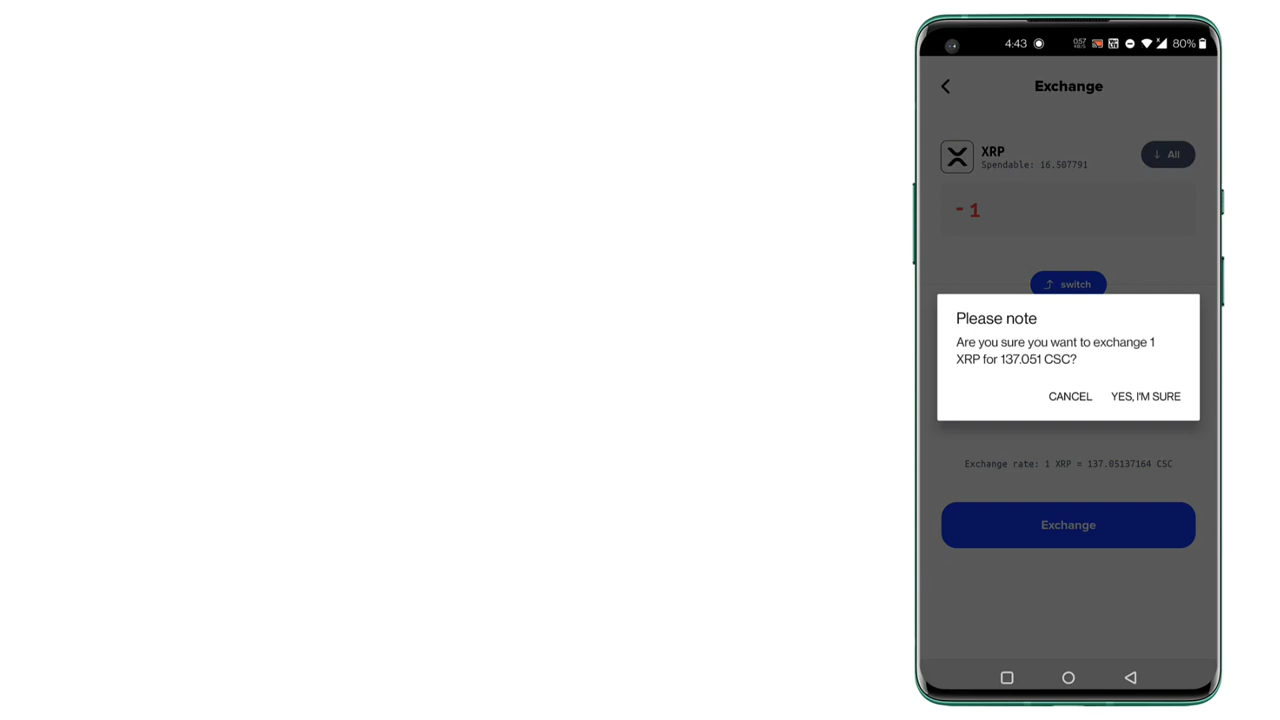 4:43
80%
Exchange
XRP
Spendable: 16.507791
↓ All
- 1
switch
Please note
Are you sure you want to exchange 1
XRP for 137.051 CSC?
CANCEL
YES, I'M SURE
Exchange rate: 1 XRP = 137.05137164 CSC
Exchange